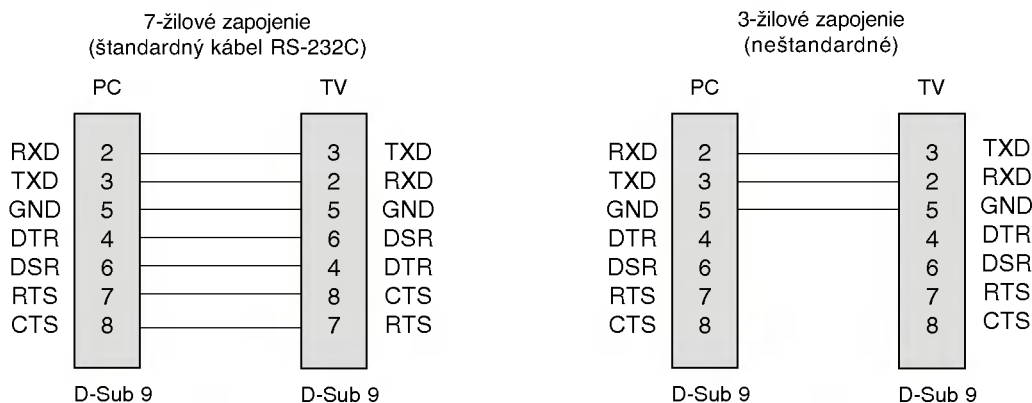 7-žilové zapojenie
(štandardný kábel RS-232C)
PC TV
RXD 2 3 TXD
TXD 3 2 RXD
GND 5 5 GND
DTR 4 6 DSR
DSR 6 4 DTR
RTS 7 8 CTS
CTS 8 7 RTS
D-Sub 9 D-Sub 9
3-žilové zapojenie
(neštandardné)
PC TV
RXD 2 3 TXD
TXD 3 2 RXD
GND 5 5 GND
DTR 4 4 DTR
DSR 6 6 DSR
RTS 7 7 RTS
CTS 8 8 CTS
D-Sub 9 D-Sub 9